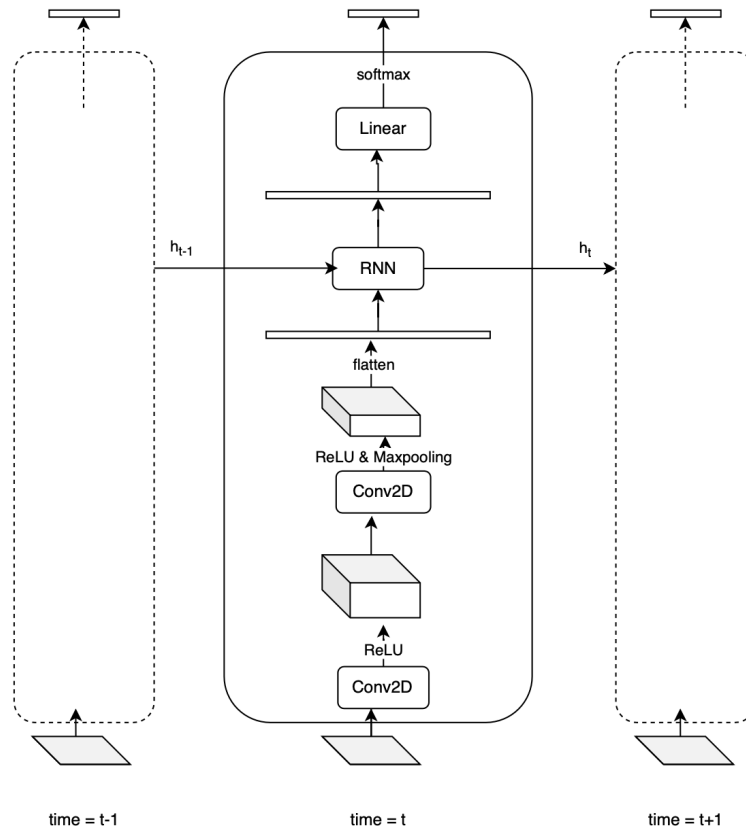 softmax
Linear
h_{t-1}
RNN
h_t
flatten
ReLU & Maxpooling
Conv2D
ReLU
Conv2D
time = t-1
time = t
time = t+1